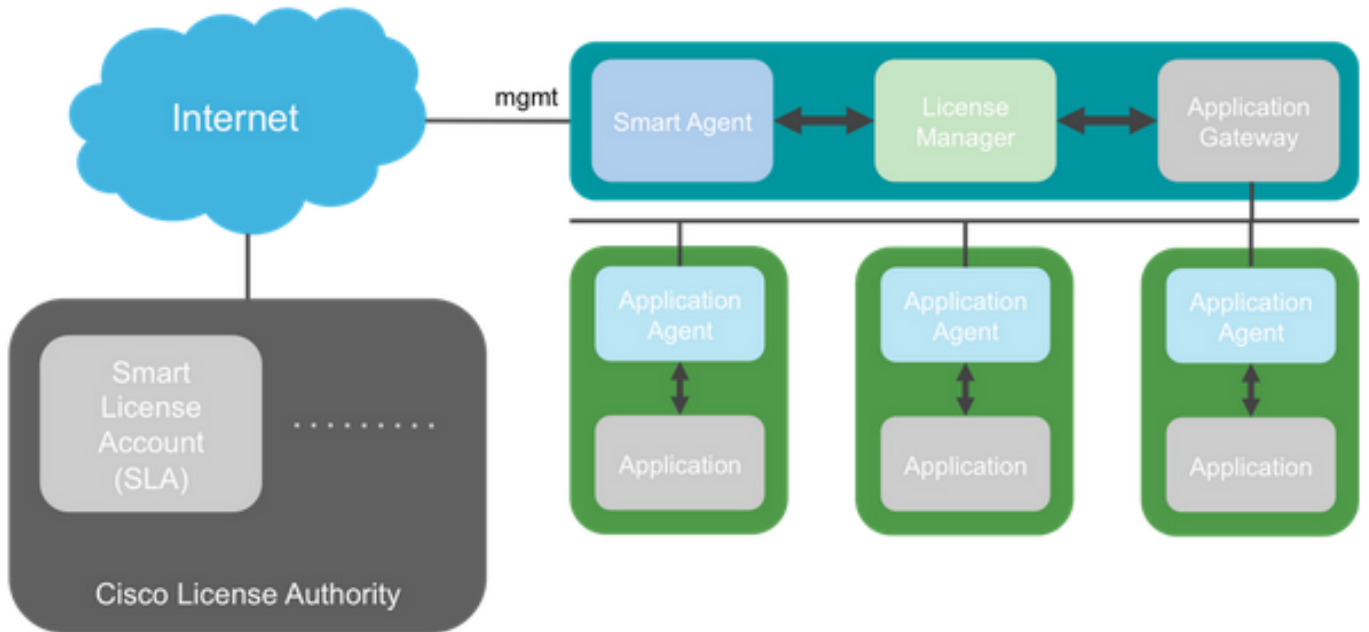 Internet
mgmt
Smart Agent
License
Manager
Application
Gateway
Application
Agent
Application
Application
Agent
Application
Application
Agent
Application
Smart
License
Account
(SLA)
Cisco License Authority